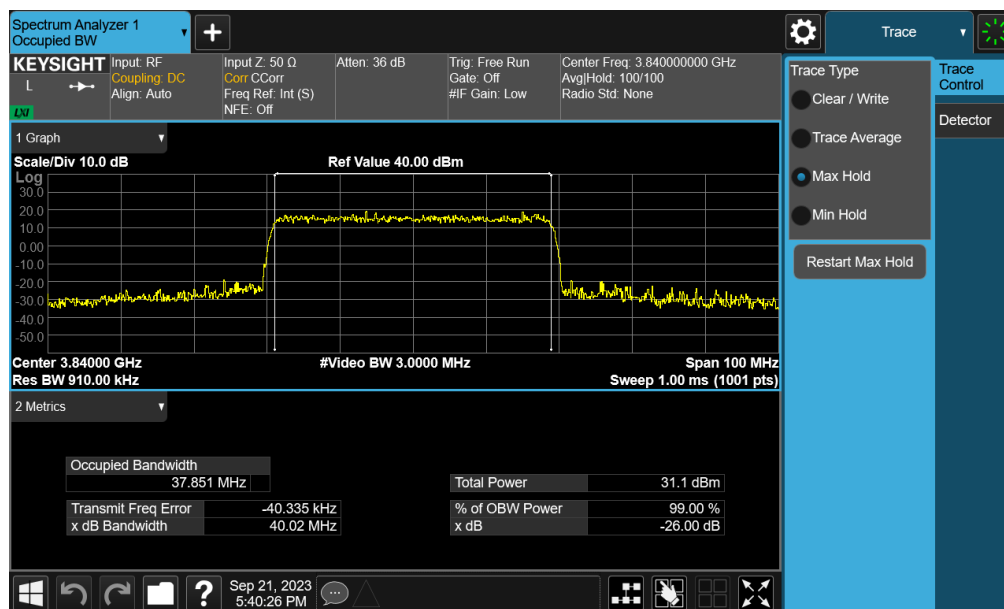 Spectrum Analyzer 1
Occupied BW
+
Trace
KEYSIGHT
L
LXI
Input: RF
Coupling: DC
Align: Auto
Input Z: 50 Ω
Corr CCorr
Freq Ref: Int (S)
NFE: Off
Atten: 36 dB
Trig: Free Run
Gate: Off
#IF Gain: Low
Center Freq: 3.840000000 GHz
Avg|Hold: 100/100
Radio Std: None
Trace Type
Clear / Write
Trace Average
Max Hold
Min Hold
Restart Max Hold
Trace
Control
Detector
1 Graph
Scale/Div 10.0 dB
Ref Value 40.00 dBm
Log
30.0
20.0
10.0
0.00
-10.0
-20.0
-30.0
-40.0
-50.0
Center 3.84000 GHz
#Video BW 3.0000 MHz
Span 100 MHz
Res BW 910.00 kHz
Sweep 1.00 ms (1001 pts)
2 Metrics
Occupied Bandwidth
37.851 MHz
Total Power 31.1 dBm
Transmit Freq Error -40.335 kHz
% of OBW Power 99.00 %
x dB Bandwidth 40.02 MHz
x dB -26.00 dB
?
Sep 21, 2023
5:40:26 PM